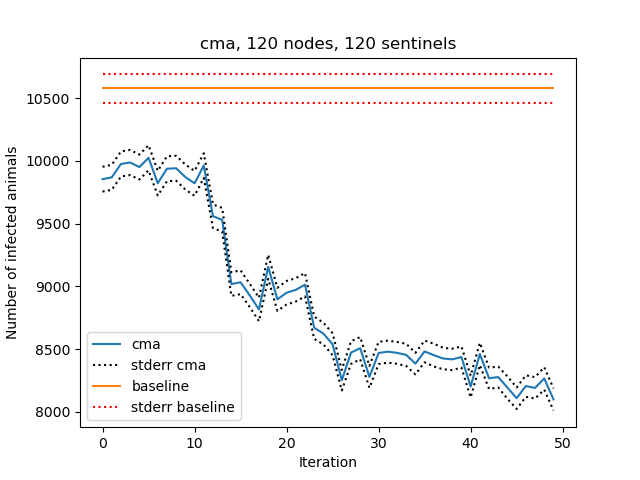 cma, 120 nodes, 120 sentinels
Number of infected animals
10500
10000
9500
9000
8500
8000
cma
stderr cma
baseline
stderr baseline
0 10 20 30 40 50
Iteration